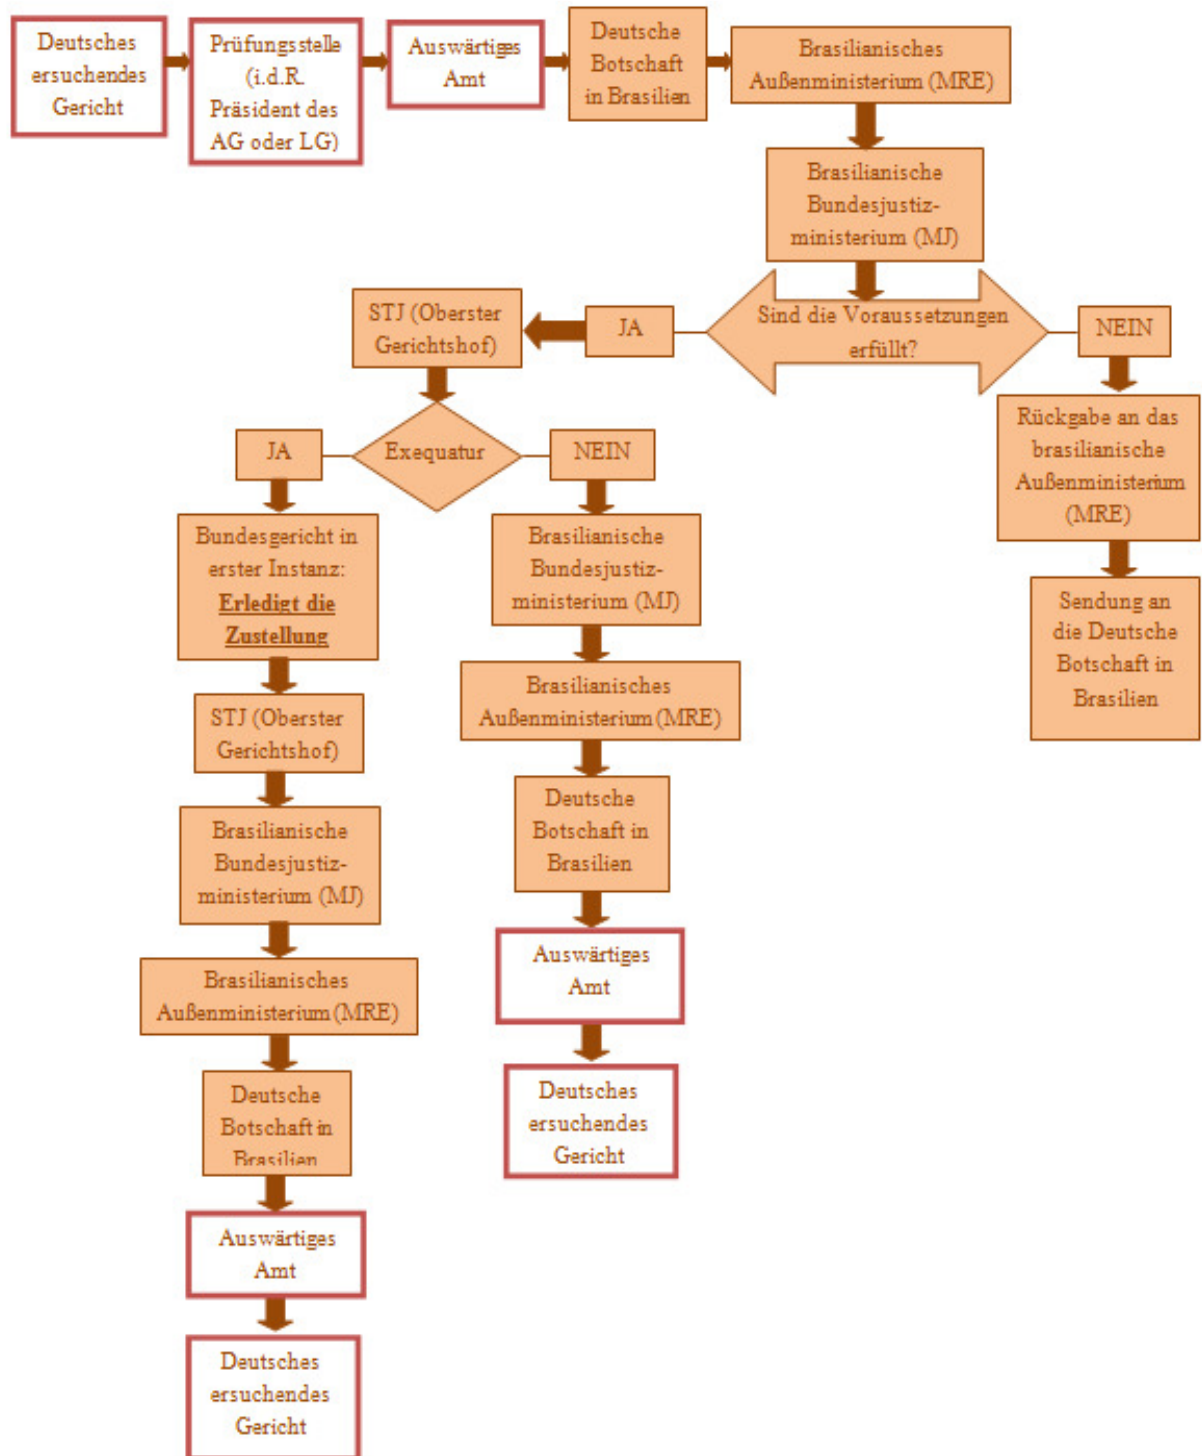 Deutsches
ersuchendes
Gericht
Prüfungsstelle
(i.d.R.
Präsident des
AG oder LG)
Auswärtiges
Amt
Deutsche
Botschaft
in Brasilien
Brasilianisches
Außenministerium (MRE)
Brasilianische
Bundesjustiz-
ministerium (MJ)
Sind die Voraussetzungen
erfüllt?
JA
NEIN
STJ (Oberster
Gerichtshof)
Rückgabe an das
brasilianische
Außenministerium
(MRE)
Sendung an
die Deutsche
Botschaft in
Brasilien
Exequatur
JA
NEIN
Bundesgericht in
erster Instanz:
Erledigt die
Zustellung
STJ (Oberster
Gerichtshof)
Brasilianische
Bundesjustiz-
ministerium (MJ)
Brasilianisches
Außenministerium (MRE)
Deutsche
Botschaft in
Brasilien
Auswärtiges
Amt
Deutsches
ersuchendes
Gericht
Brasilianische
Bundesjustiz-
ministerium (MJ)
Brasilianisches
Außenministerium (MRE)
Deutsche
Botschaft in
Brasilien
Auswärtiges
Amt
Deutsches
ersuchendes
Gericht